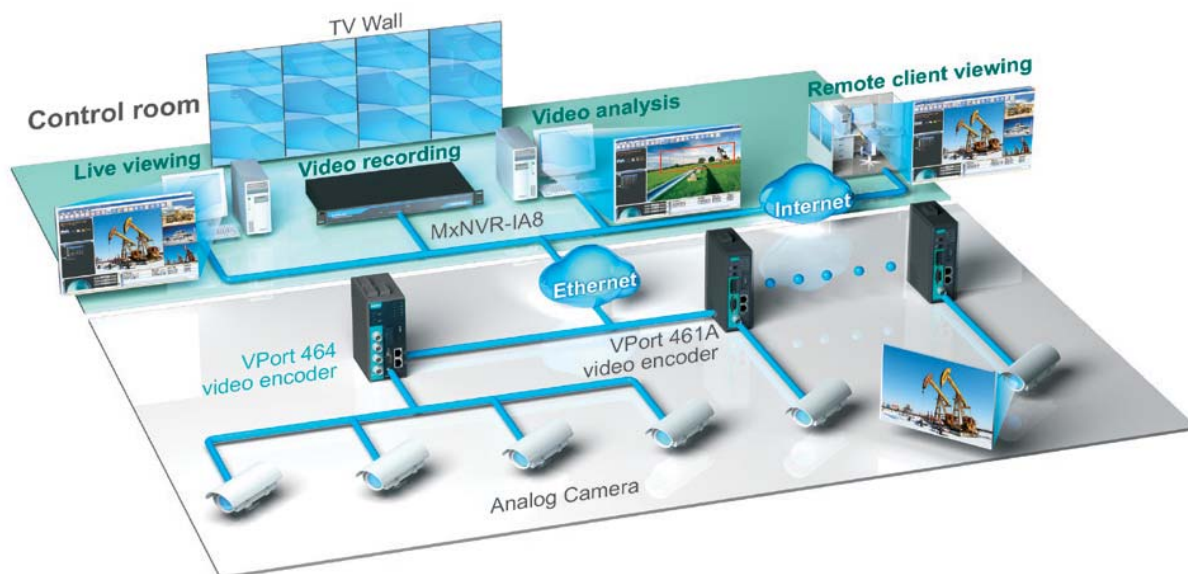 TV Wall
Control room
Remote client viewing
Video analysis
Live viewing
Video recording
Internet
MxNVR-IA8
Ethernet
VPort 464
video encoder
VPort 461A
video encoder
Analog Camera